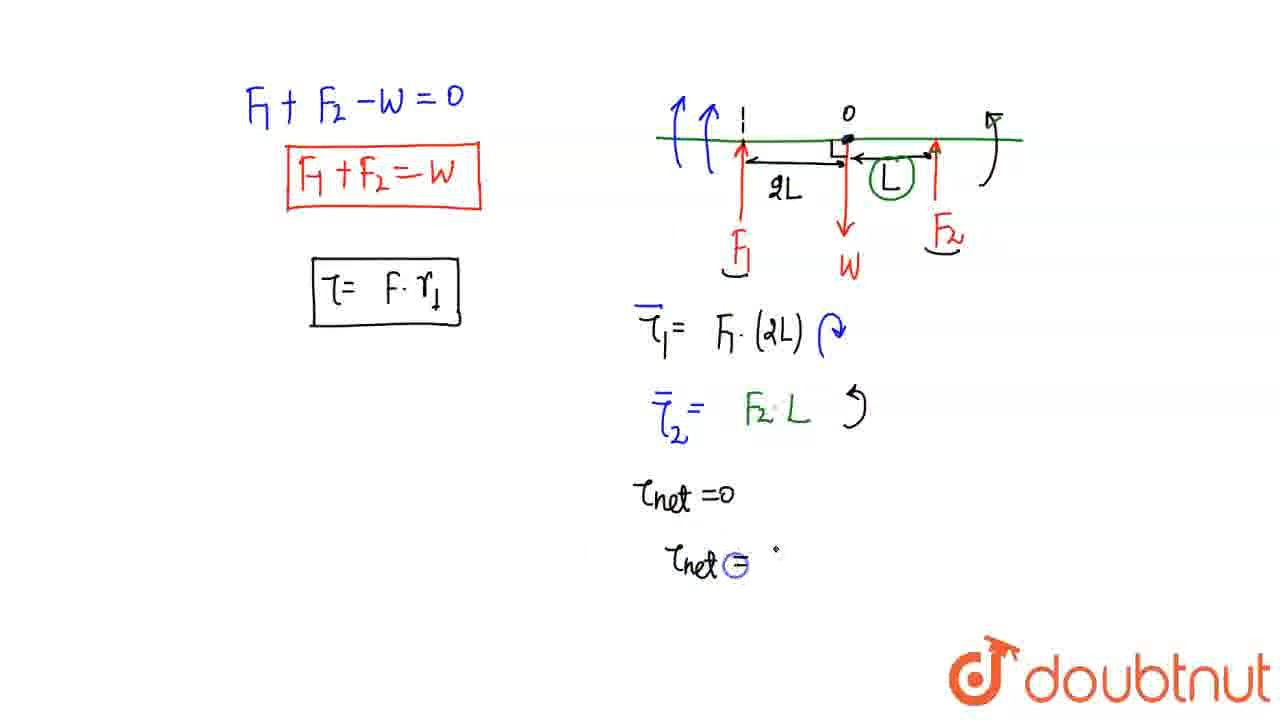 F₁ + F₂ - W = 0
F₁ + F₂ = - W
τ = F · r⊥
O
2L
L
F₁
W
F₂
τ₁ = F₁ · (2L)
τ₂ = F₂ · L
τnet = 0
τnet =
doubtnut